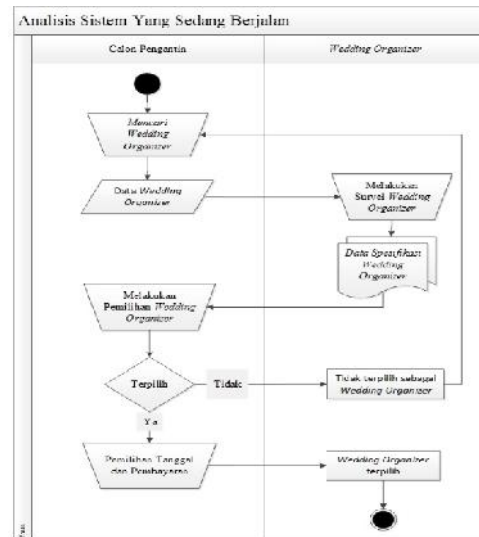 Analisis Sistem Yang Sedang Berjalan
Calon Pengantin
Wedding Organizer
Mencari
Wedding
Organizer
Data Wedding
Organizer
Melakukan
Survei Wedding
Organizer
Data Spesifikasi
Wedding
Organizer
Melakukan
Pemilihan Wedding
Organizer
Terpilih
Tidak
Tidak terpilih sebagai
Wedding Organizer
Ya
Pemilihan Tanggal
dan Pembayaran
Wedding Organizer
terpilih